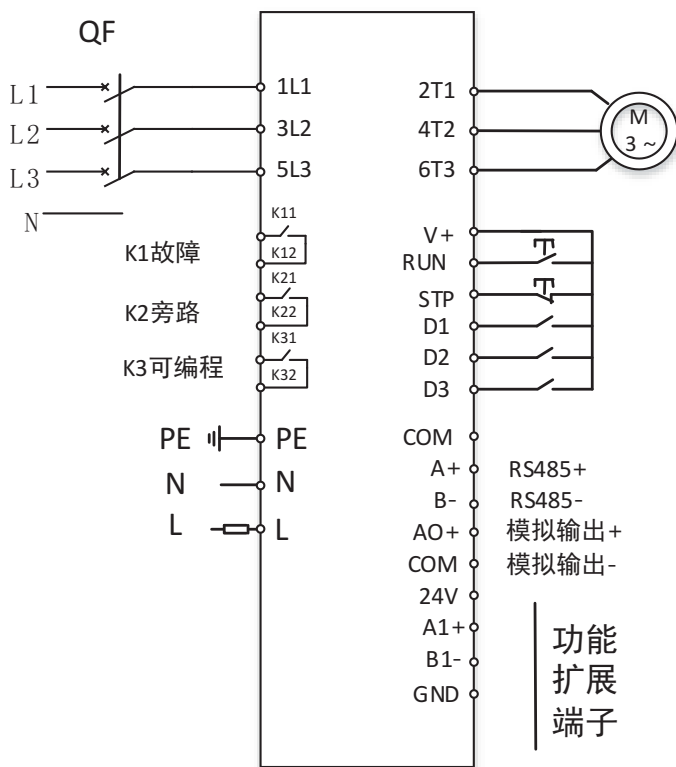 QF
L1
1L1
2T1
L2
3L2
4T2
L3
5L3
6T3
M
3 ~
N
K1故障
K11
K12
K2旁路
K21
K22
K3可编程
K31
K32
V+
RUN
STP
D1
D2
D3
PE
PE
N
N
L
L
COM
A+
RS485+
B-
RS485-
AO+
模拟输出+
COM
模拟输出-
24V
A1+
B1-
GND
功能
扩展
端子